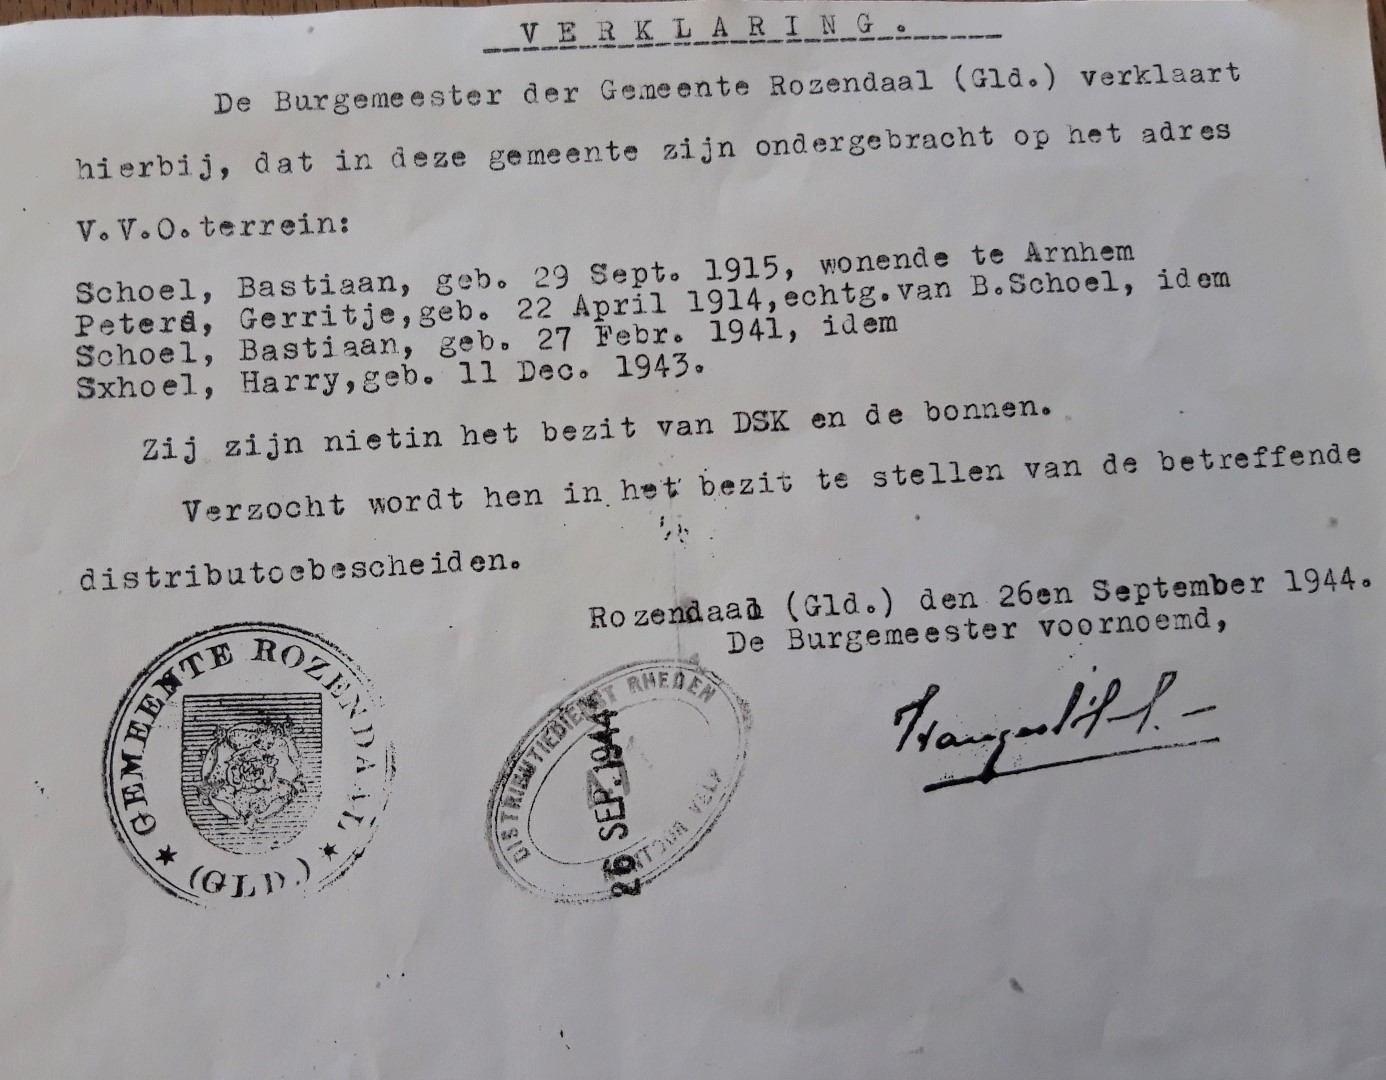 VERKLARING.
De Burgemeester der Gemeente Rozendaal (Gld.) verklaart
hierbij, dat in deze gemeente zijn ondergebracht op het adres
V.V.O.terrein:
Schoel, Bastiaan, geb. 29 Sept. 1915, wonende te Arnhem
Peters, Gerritje,geb. 22 April 1914,echtg.van B.Schoel, idem
Schoel, Bastiaan, geb. 27 Febr. 1941, idem
Sxhoel, Harry,geb. 11 Dec. 1943.
Zij zijn nietin het bezit van DSK en de bonnen.
Verzocht wordt hen in het bezit te stellen van de betreffende
distributoebescheiden.
Rozendaal (Gld.) den 26en September 1944.
De Burgemeester voornoemd,
GEMEENTE ROZENDAAL
(GLD.)
DISTRIBUTIEDIENST RHEDEN
26 SEP. 1944
VELP